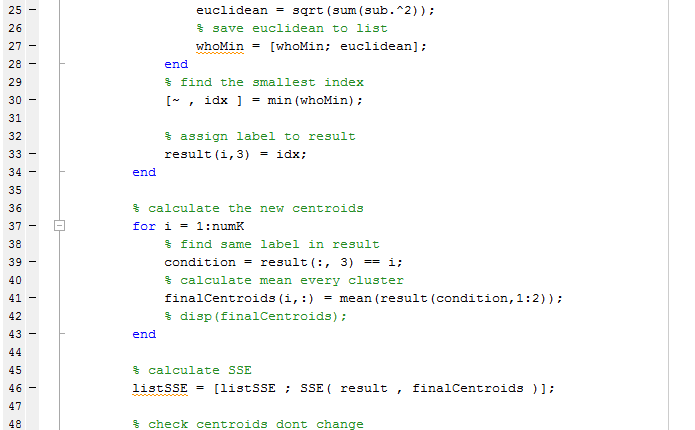 25 – euclidean = sqrt(sum(sub.^2));
26 % save euclidean to list
27 – whoMin = [whoMin; euclidean];
28 – end
29 % find the smallest index
30 – [~ , idx ] = min(whoMin);
31
32 % assign label to result
33 – result(i,3) = idx;
34 – end
35
36 % calculate the new centroids
37 – for i = 1:numK
38 % find same label in result
39 – condition = result(:, 3) == i;
40 % calculate mean every cluster
41 – finalCentroids(i,:) = mean(result(condition,1:2));
42 % disp(finalCentroids);
43 – end
44
45 % calculate SSE
46 – listSSE = [listSSE ; SSE( result , finalCentroids )];
47
48 % check centroids dont change